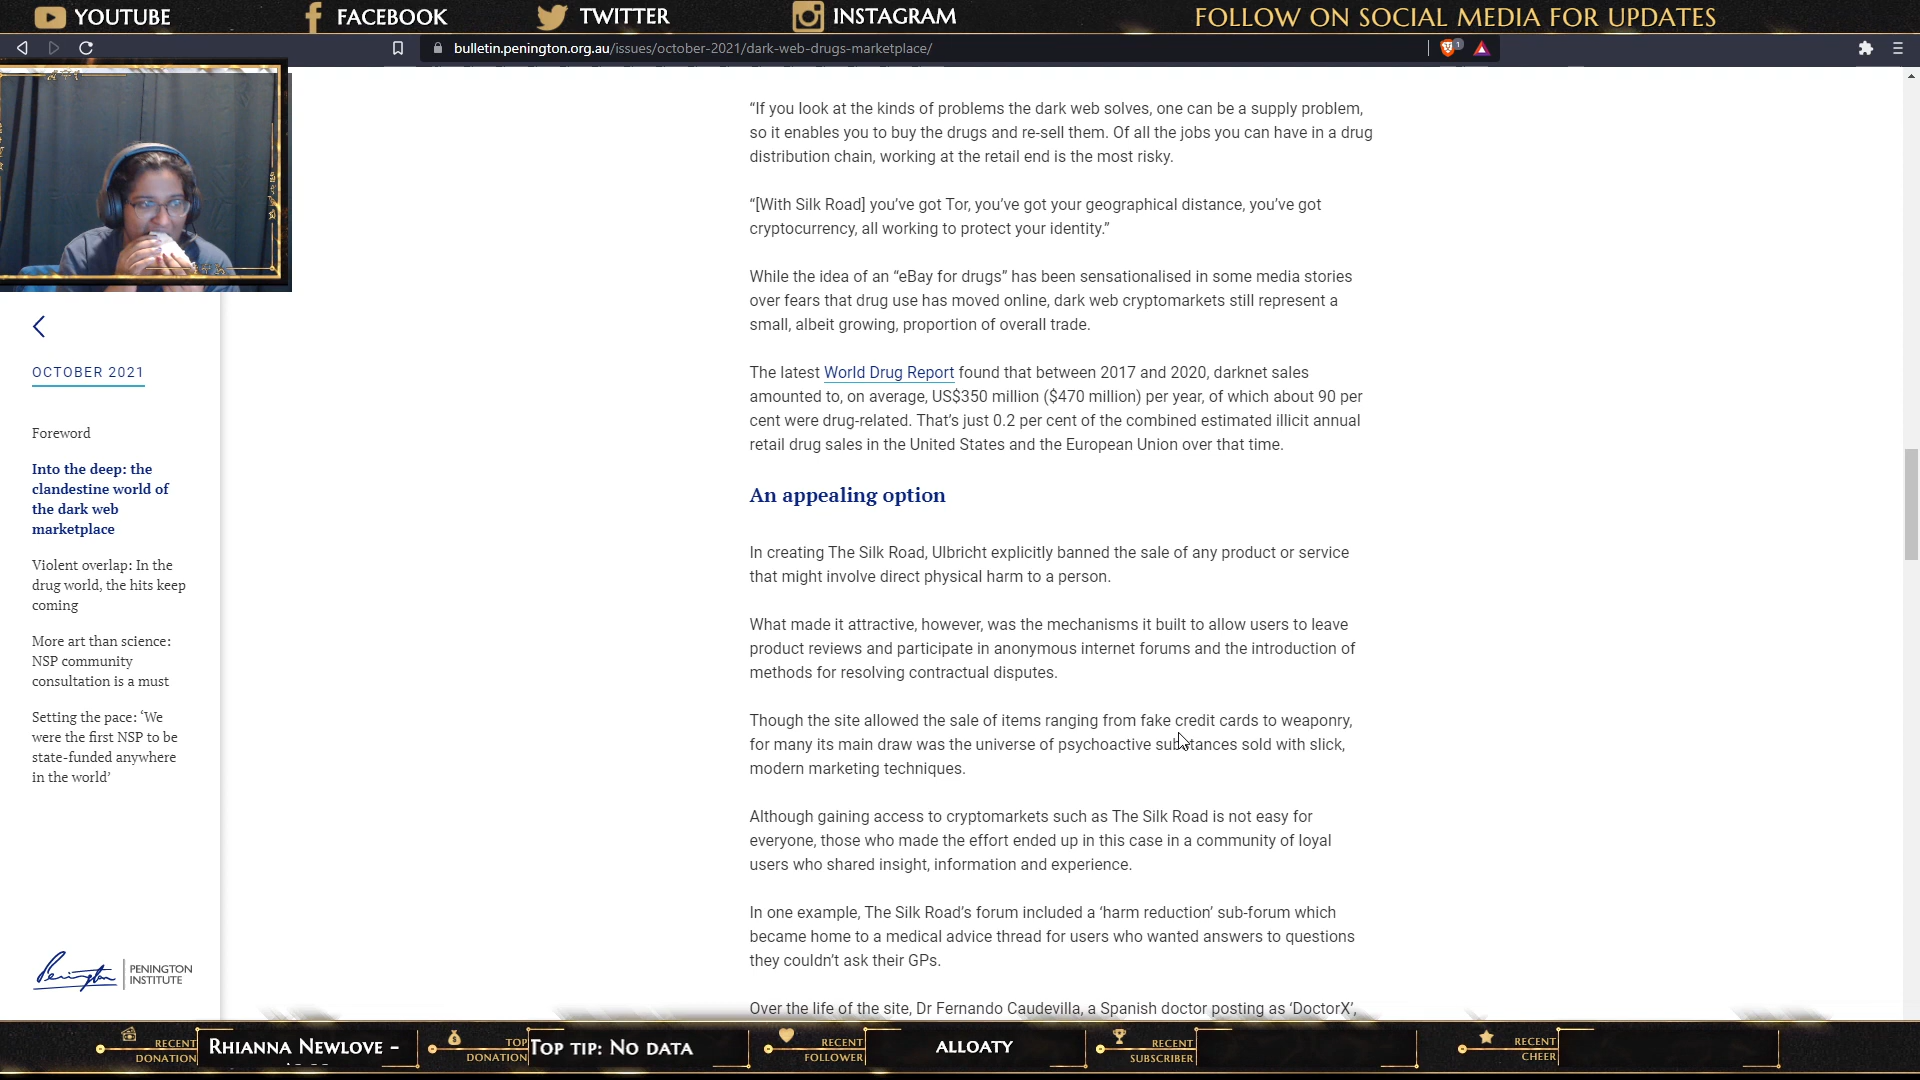 YOUTUBE
FACEBOOK
TWITTER
INSTAGRAM
FOLLOW ON SOCIAL MEDIA FOR UPDATES
bulletin.penington.org.au/issues/october-2021/dark-web-drugs-marketplace/
1
“If you look at the kinds of problems the dark web solves, one can be a supply problem,
so it enables you to buy the drugs and re-sell them. Of all the jobs you can have in a drug
distribution chain, working at the retail end is the most risky.
“[With Silk Road] you’ve got Tor, you’ve got your geographical distance, you’ve got
cryptocurrency, all working to protect your identity.”
While the idea of an “eBay for drugs” has been sensationalised in some media stories
over fears that drug use has moved online, dark web cryptomarkets still represent a
small, albeit growing, proportion of overall trade.
The latest World Drug Report found that between 2017 and 2020, darknet sales
amounted to, on average, US$350 million ($470 million) per year, of which about 90 per
cent were drug-related. That’s just 0.2 per cent of the combined estimated illicit annual
retail drug sales in the United States and the European Union over that time.
An appealing option
In creating The Silk Road, Ulbricht explicitly banned the sale of any product or service
that might involve direct physical harm to a person.
What made it attractive, however, was the mechanisms it built to allow users to leave
product reviews and participate in anonymous internet forums and the introduction of
methods for resolving contractual disputes.
Though the site allowed the sale of items ranging from fake credit cards to weaponry,
for many its main draw was the universe of psychoactive substances sold with slick,
modern marketing techniques.
Although gaining access to cryptomarkets such as The Silk Road is not easy for
everyone, those who made the effort ended up in this case in a community of loyal
users who shared insight, information and experience.
In one example, The Silk Road’s forum included a ‘harm reduction’ sub-forum which
became home to a medical advice thread for users who wanted answers to questions
they couldn’t ask their GPs.
Over the life of the site, Dr Fernando Caudevilla, a Spanish doctor posting as ‘DoctorX’,
OCTOBER 2021
Foreword
Into the deep: the
clandestine world of
the dark web
marketplace
Violent overlap: In the
drug world, the hits keep
coming
More art than science:
NSP community
consultation is a must
Setting the pace: ‘We
were the first NSP to be
state-funded anywhere
in the world’
Penington
PENINGTON
INSTITUTE
RECENT
DONATION
RHIANNA NEWLOVE -
TOP
DONATION
TOP TIP: NO DATA
RECENT
FOLLOWER
ALLOATY
RECENT
SUBSCRIBER
RECENT
CHEER